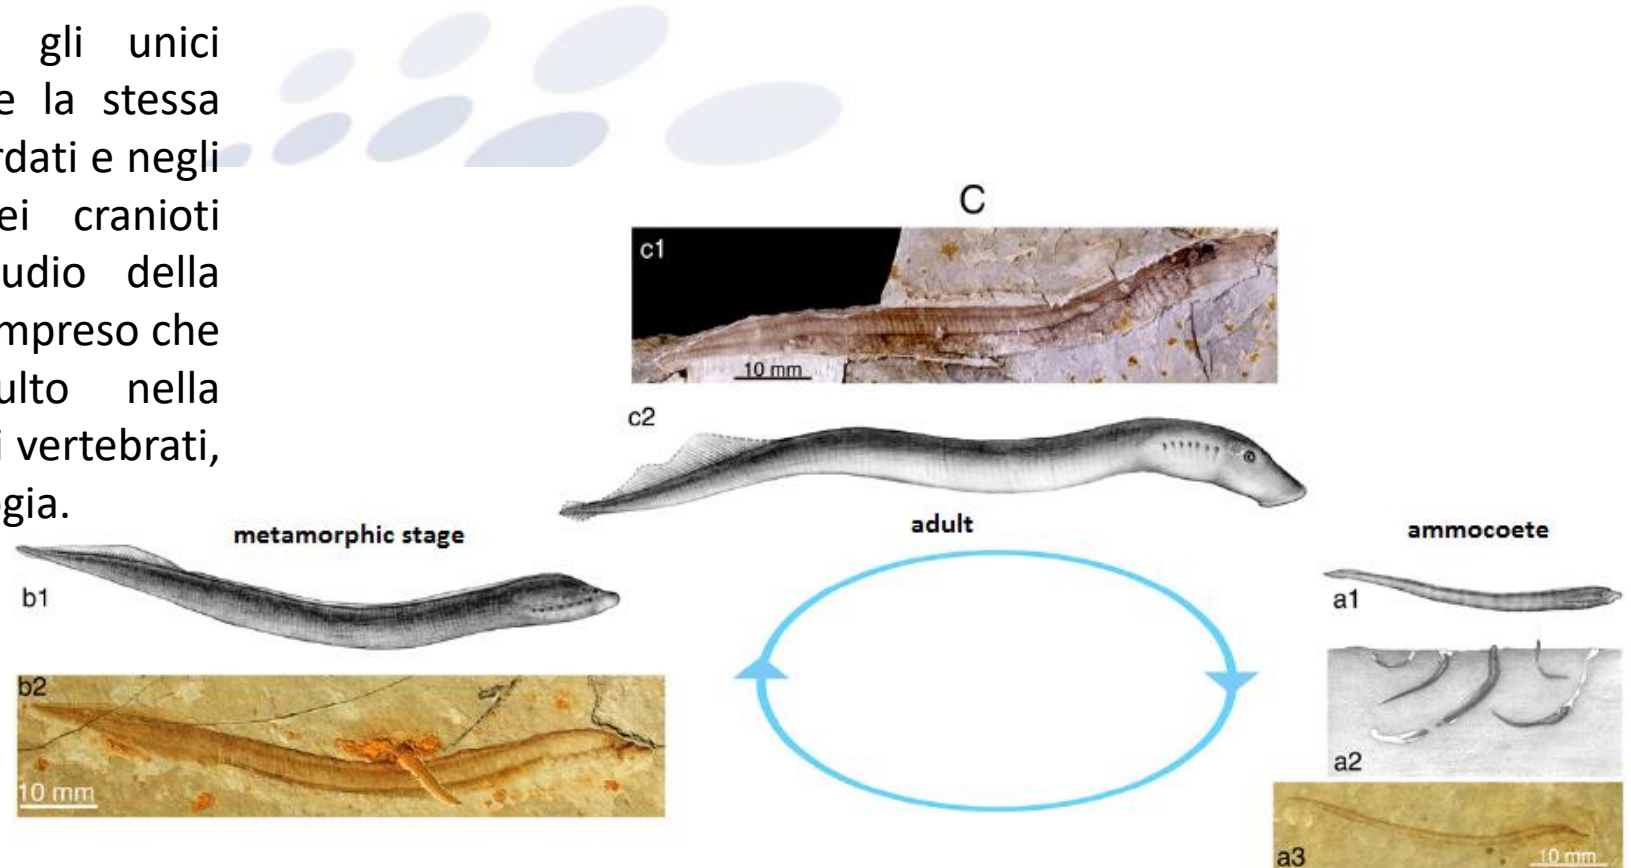 gli unici
e la stessa
rdati e negli
ei cranioti
udio della
mpreso che
ulto nella
i vertebrati,
gia.
C
c1
10 mm
c2
adult
metamorphic stage
b1
b2
10 mm
ammocoete
a1
a2
a3
10 mm